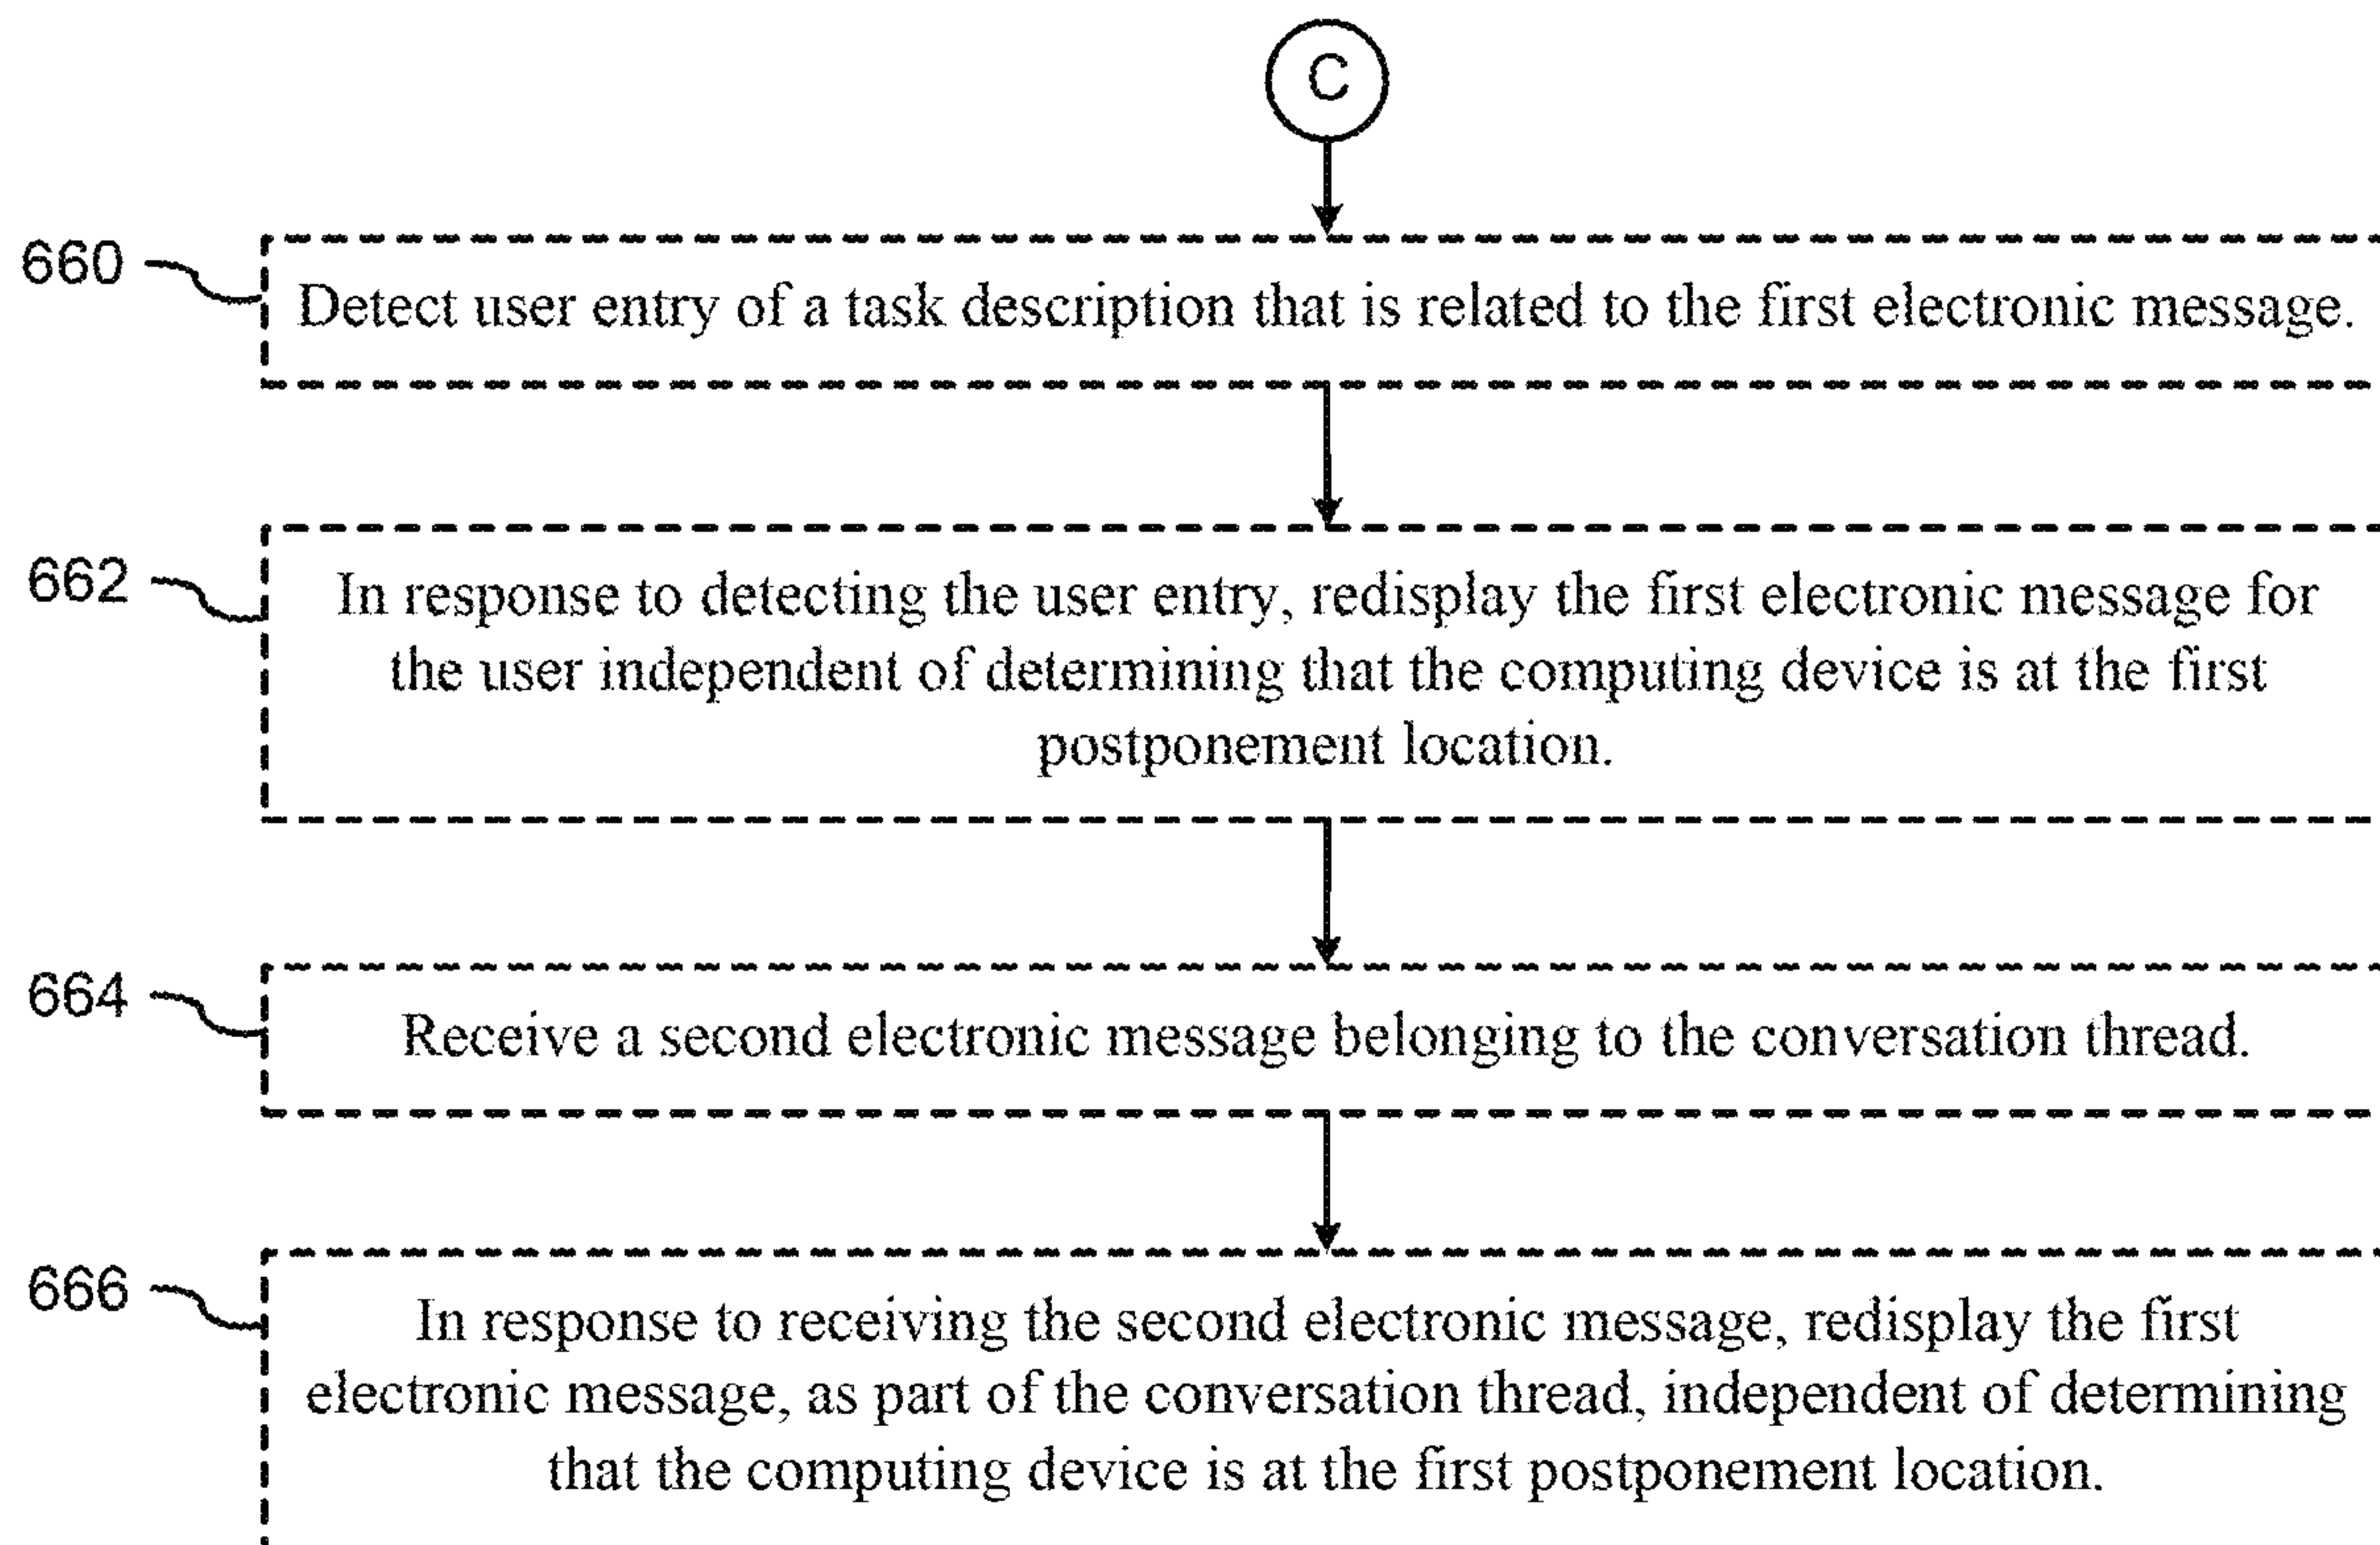 C
660
Detect user entry of a task description that is related to the first electronic message.
662
In response to detecting the user entry, redisplay the first electronic message for
the user independent of determining that the computing device is at the first
postponement location.
664
Receive a second electronic message belonging to the conversation thread.
666
In response to receiving the second electronic message, redisplay the first
electronic message, as part of the conversation thread, independent of determining
that the computing device is at the first postponement location.